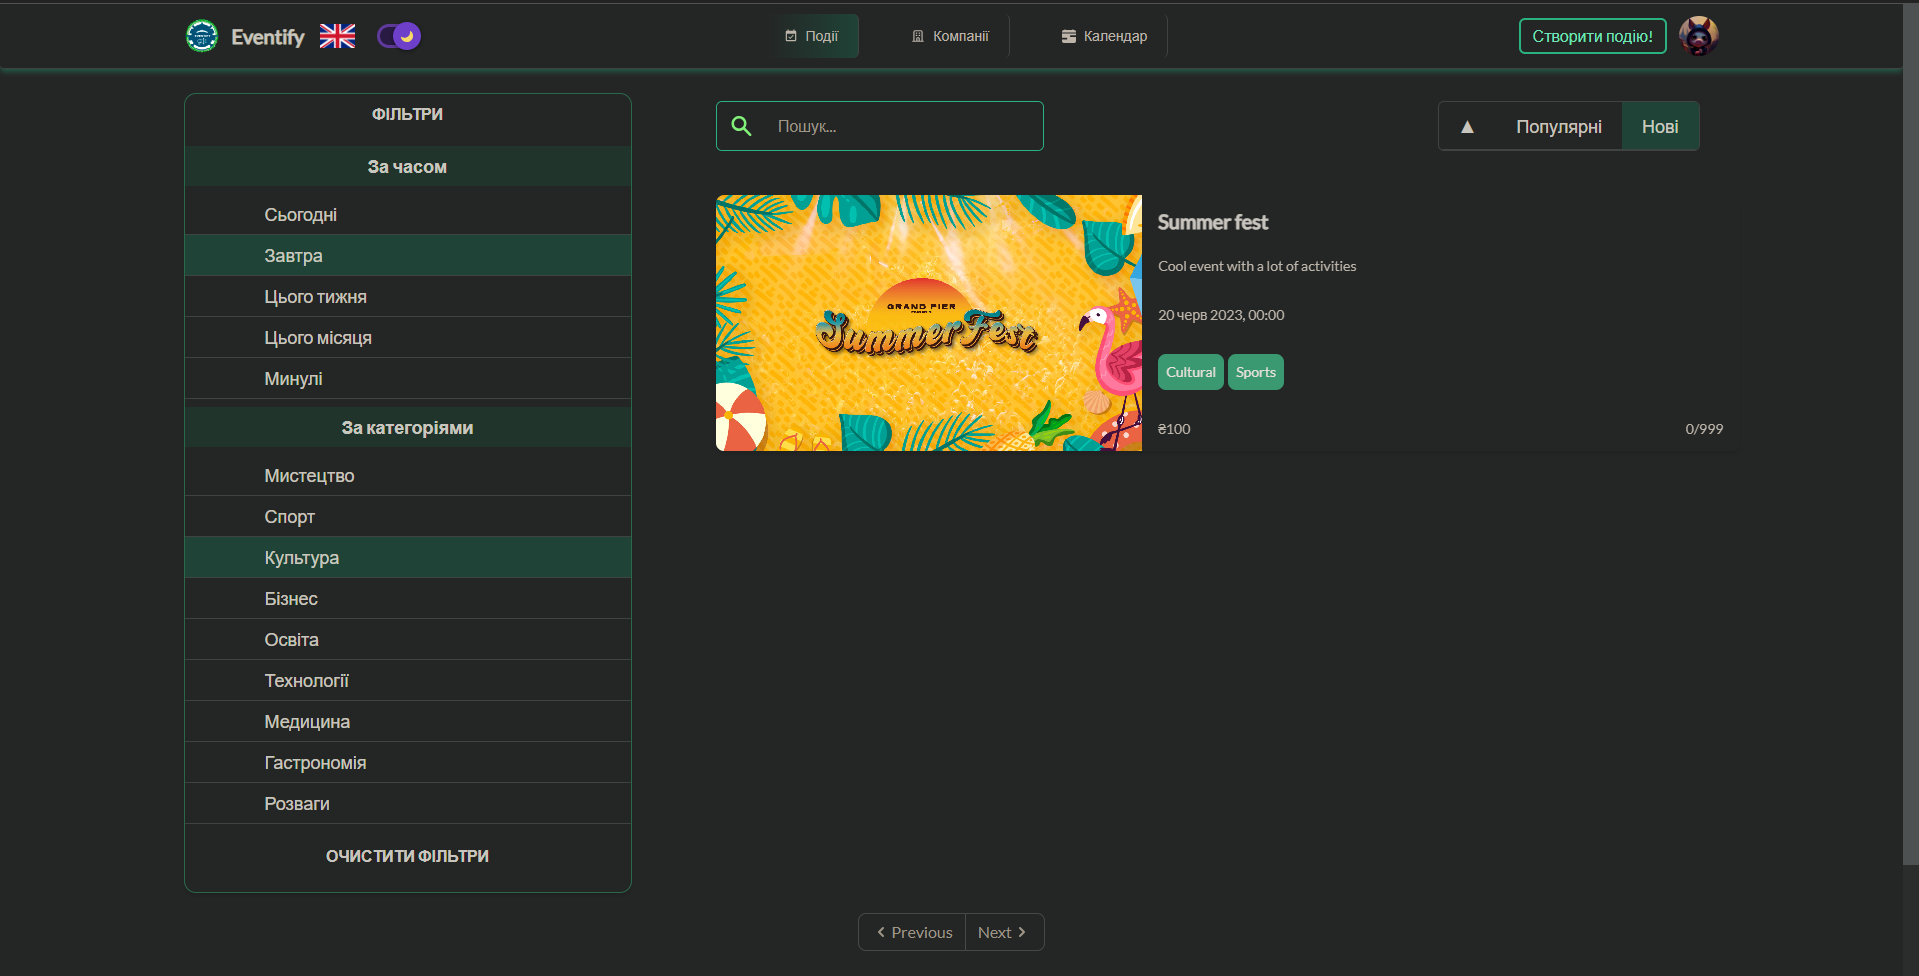 Eventify
Події
Компанії
Календар
Створити подію!
ФІЛЬТРИ
За часом
Сьогодні
Завтра
Цього тижня
Цього місяця
Минулі
За категоріями
Мистецтво
Спорт
Культура
Бізнес
Освіта
Технології
Медицина
Гастрономія
Розваги
ОЧИСТИТИ ФІЛЬТРИ
Пошук...
▲ Популярні Нові
GRAND PIER
SummerFest
Summer fest
Cool event with a lot of activities
20 черв 2023, 00:00
Cultural Sports
₴100 0/999
Previous Next